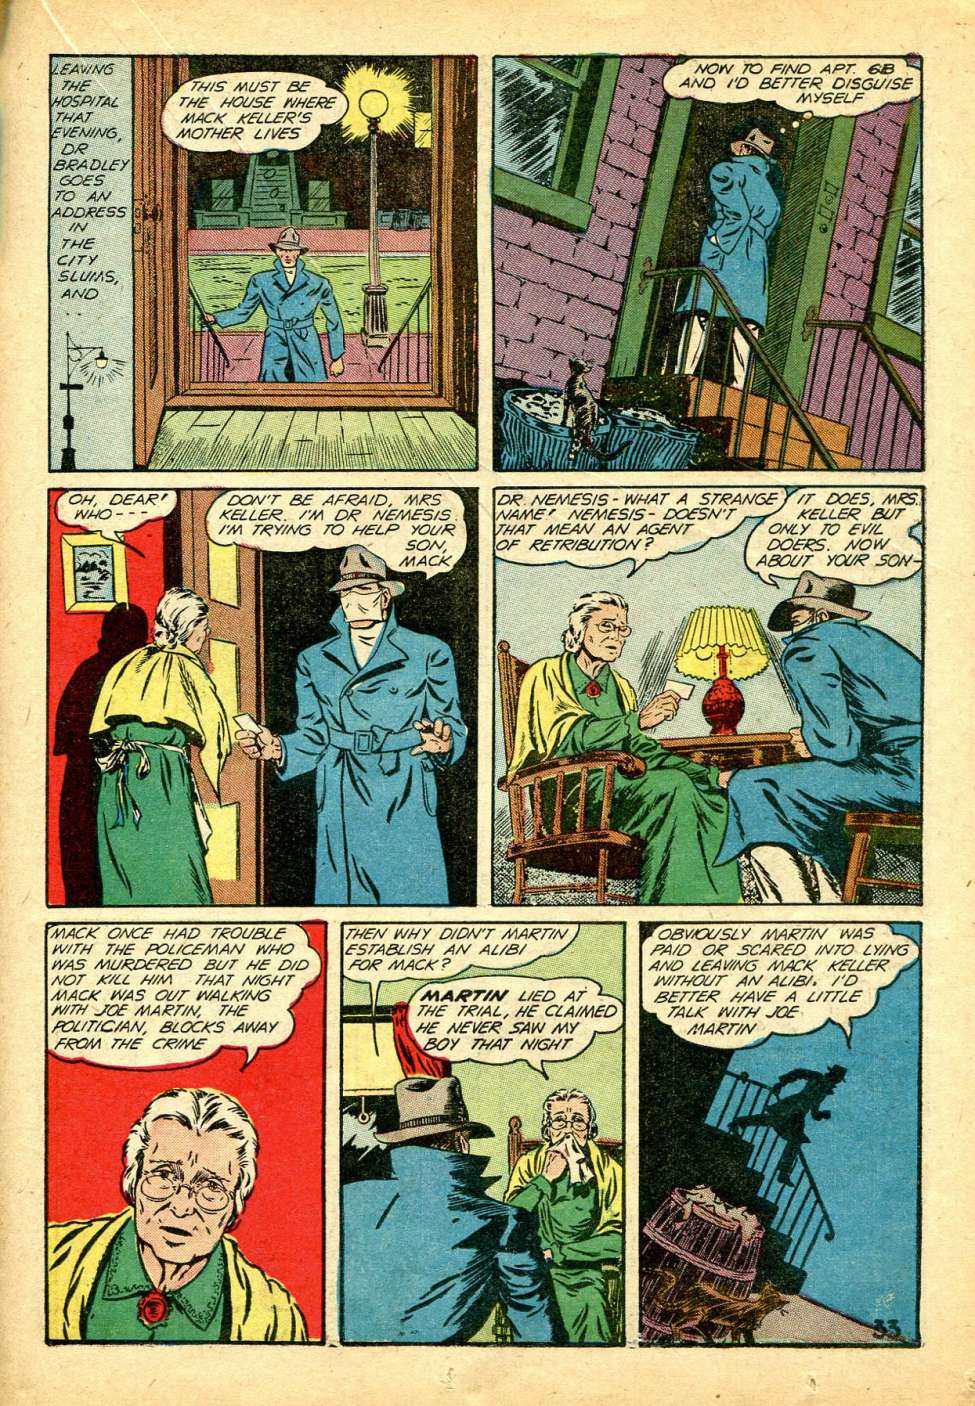 LEAVING
THE
HOSPITAL
THAT
EVENING,
DR
BRADLEY
GOES
TO AN
ADDRESS
IN
THE
CITY
SLUMS,
AND
THIS MUST BE
THE HOUSE WHERE
MACK KELLER'S
MOTHER LIVES
NOW TO FIND APT. 6B
AND I'D BETTER DISGUISE
MYSELF
OH, DEAR!
WHO---
DON'T BE AFRAID, MRS
KELLER. I'M DR NEMESIS.
I'M TRYING TO HELP YOUR
SON,
MACK
DR. NEMESIS - WHAT A STRANGE
NAME! NEMESIS - DOESN'T
THAT MEAN AN AGENT
OF RETRIBUTION?
IT DOES, MRS.
KELLER BUT
ONLY TO EVIL
DOERS. NOW
ABOUT YOUR SON-
MACK ONCE HAD TROUBLE
WITH THE POLICEMAN WHO
WAS MURDERED BUT HE DID
NOT KILL HIM THAT NIGHT
MACK WAS OUT WALKING
WITH JOE MARTIN, THE
POLITICIAN, BLOCKS AWAY
FROM THE CRIME
THEN WHY DIDN'T MARTIN
ESTABLISH AN ALIBI
FOR MACK?
MARTIN LIED AT
THE TRIAL, HE CLAIMED
HE NEVER SAW MY
BOY THAT NIGHT
OBVIOUSLY MARTIN WAS
PAID OR SCARED INTO LYING
AND LEAVING MACK KELLER
WITHOUT AN ALIBI. I'D
BETTER HAVE A LITTLE
TALK WITH JOE
MARTIN
33